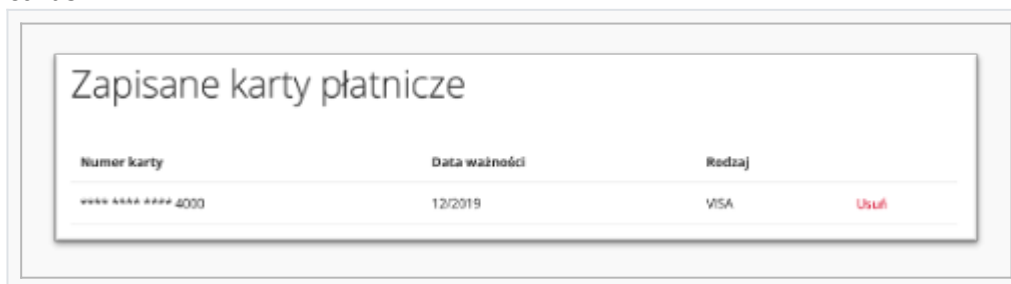 Zapisane karty płatnicze
Numer karty Data ważności Rodzaj
**** **** **** 4000 12/2019 VISA Usuń